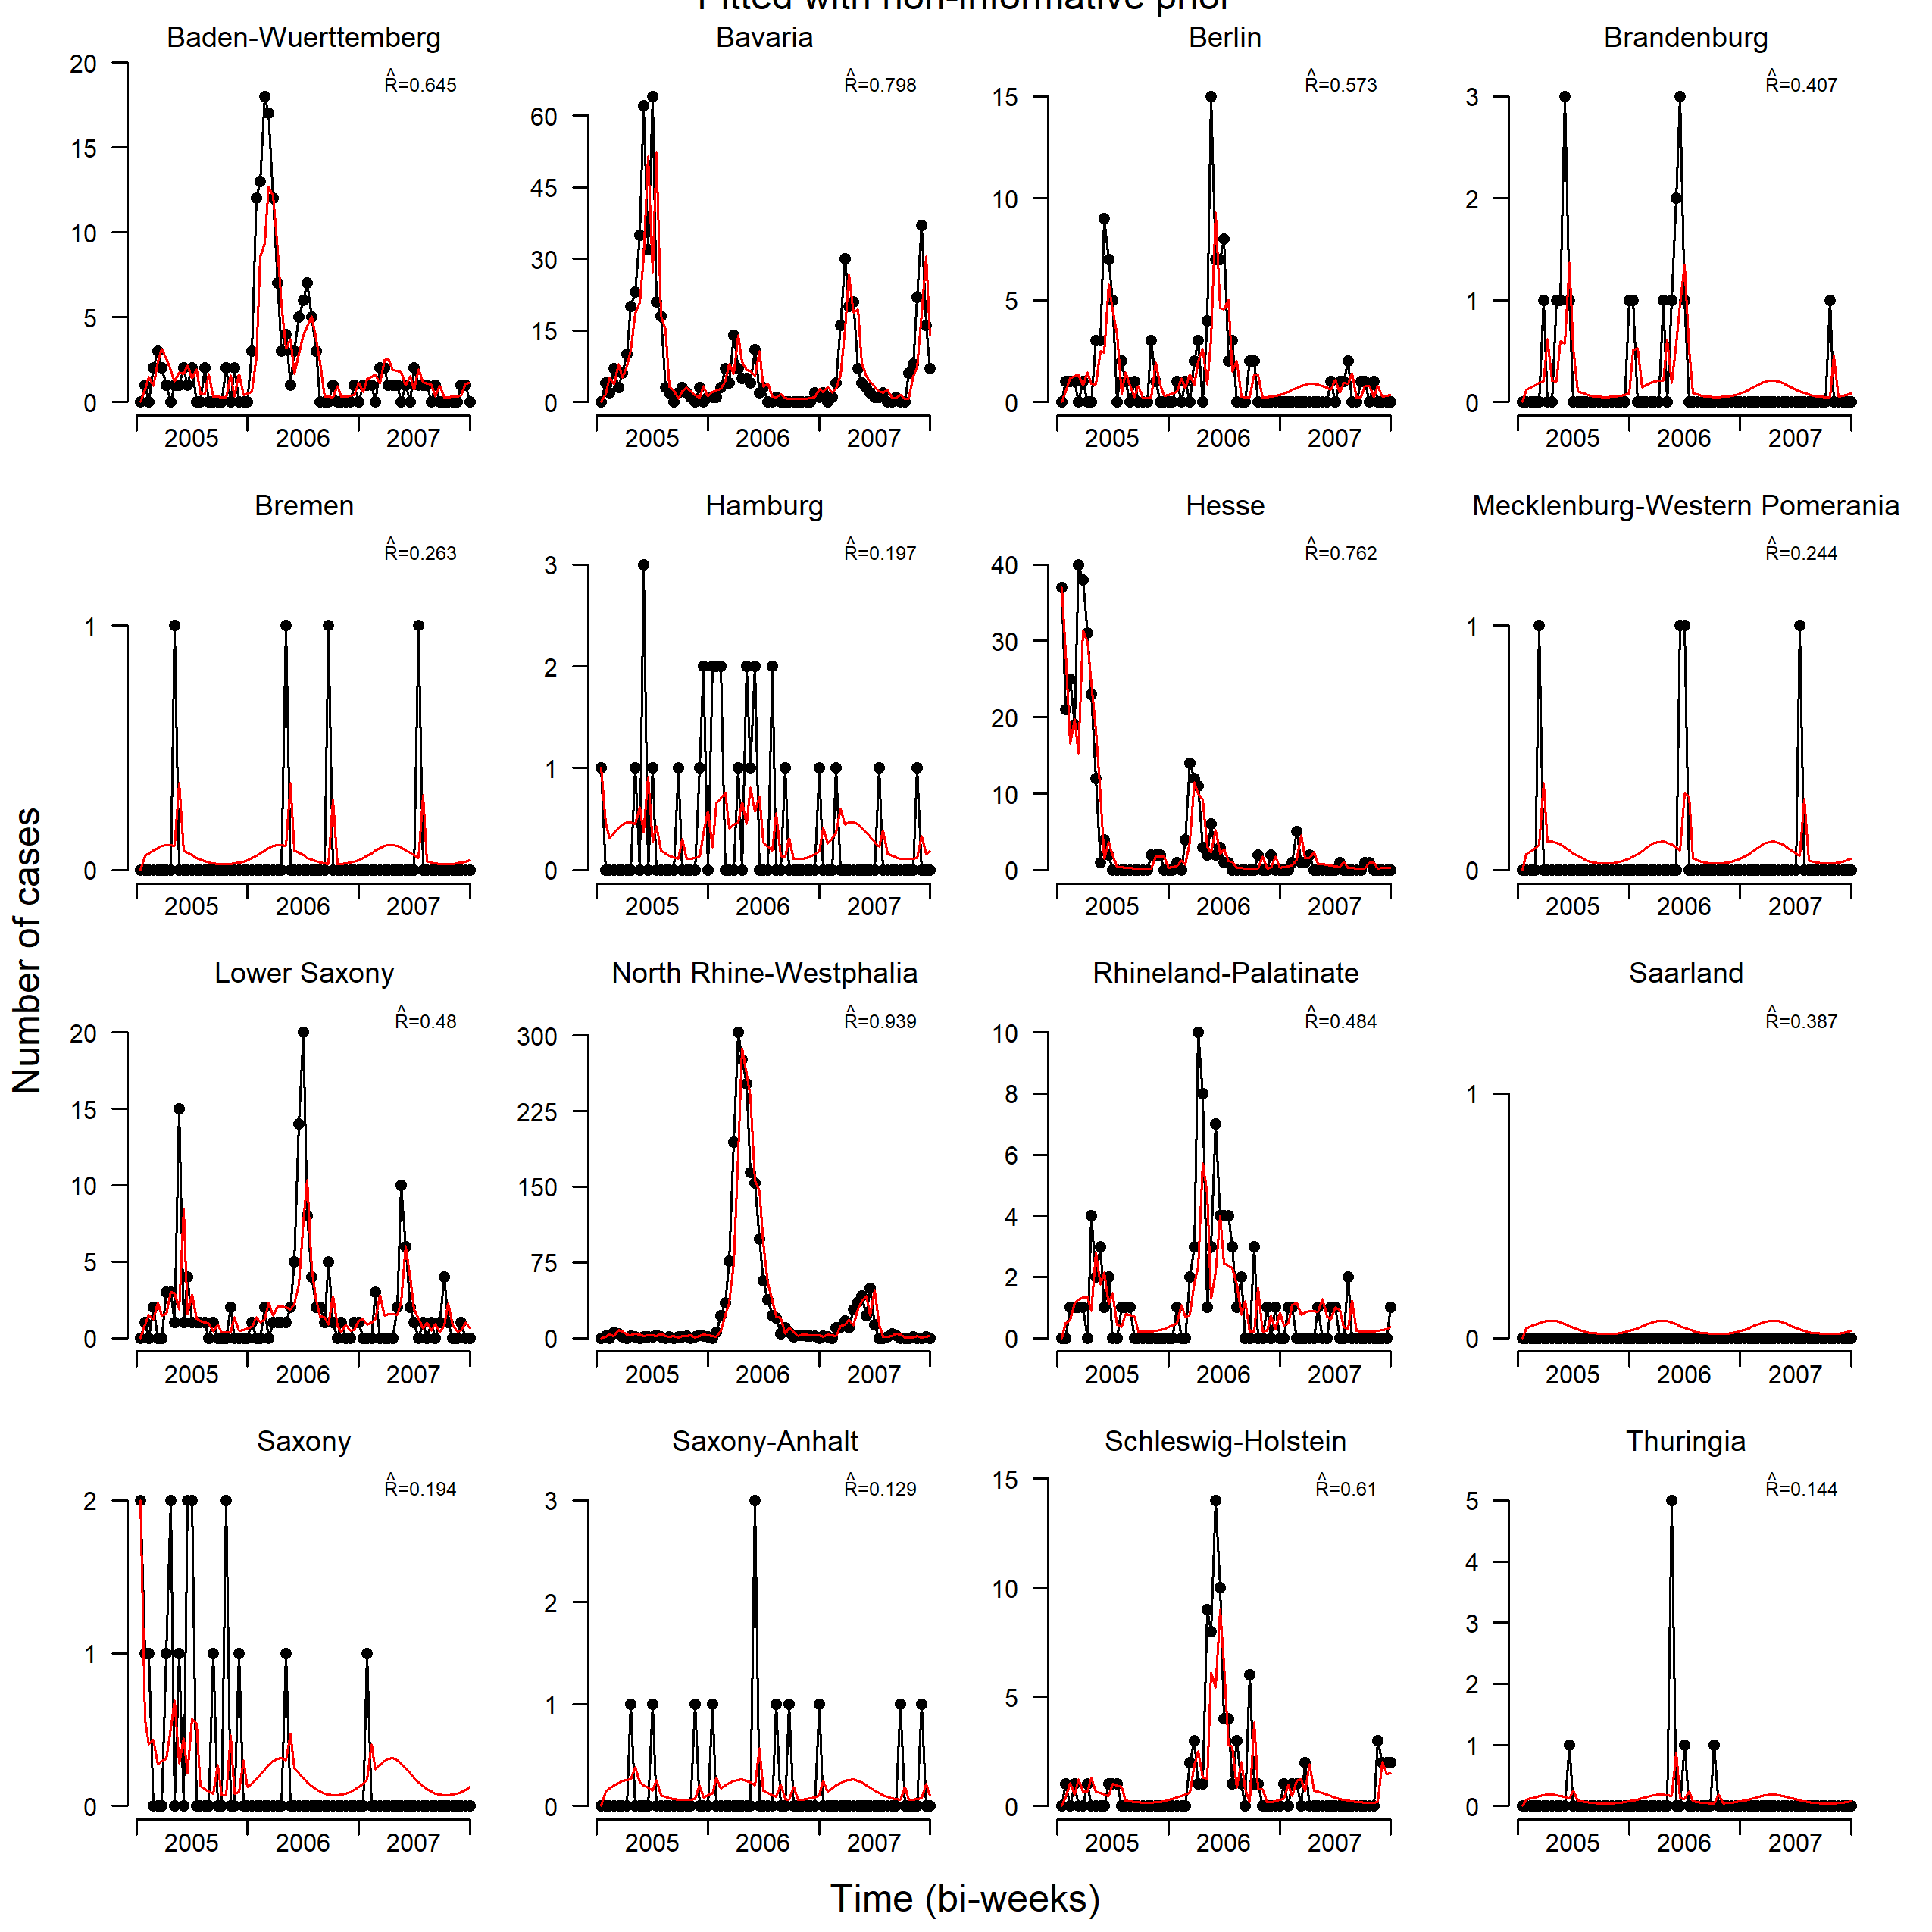 Fitted with non-informative prior
Baden-Wuerttemberg
R̂=0.645
20
15
10
5
0
2005 2006 2007
Bavaria
R̂=0.798
60
45
30
15
0
2005 2006 2007
Berlin
R̂=0.573
15
10
5
0
2005 2006 2007
Brandenburg
R̂=0.407
3
2
1
0
2005 2006 2007
Bremen
R̂=0.263
1
0
2005 2006 2007
Hamburg
R̂=0.197
3
2
1
0
2005 2006 2007
Hesse
R̂=0.762
40
30
20
10
0
2005 2006 2007
Mecklenburg-Western Pomerania
R̂=0.244
1
0
2005 2006 2007
Number of cases
Lower Saxony
R̂=0.48
20
15
10
5
0
2005 2006 2007
North Rhine-Westphalia
R̂=0.939
300
225
150
75
0
2005 2006 2007
Rhineland-Palatinate
R̂=0.484
10
8
6
4
2
0
2005 2006 2007
Saarland
R̂=0.387
1
0
2005 2006 2007
Saxony
R̂=0.194
2
1
0
2005 2006 2007
Saxony-Anhalt
R̂=0.129
3
2
1
0
2005 2006 2007
Schleswig-Holstein
R̂=0.61
15
10
5
0
2005 2006 2007
Thuringia
R̂=0.144
5
4
3
2
1
0
2005 2006 2007
Time (bi-weeks)